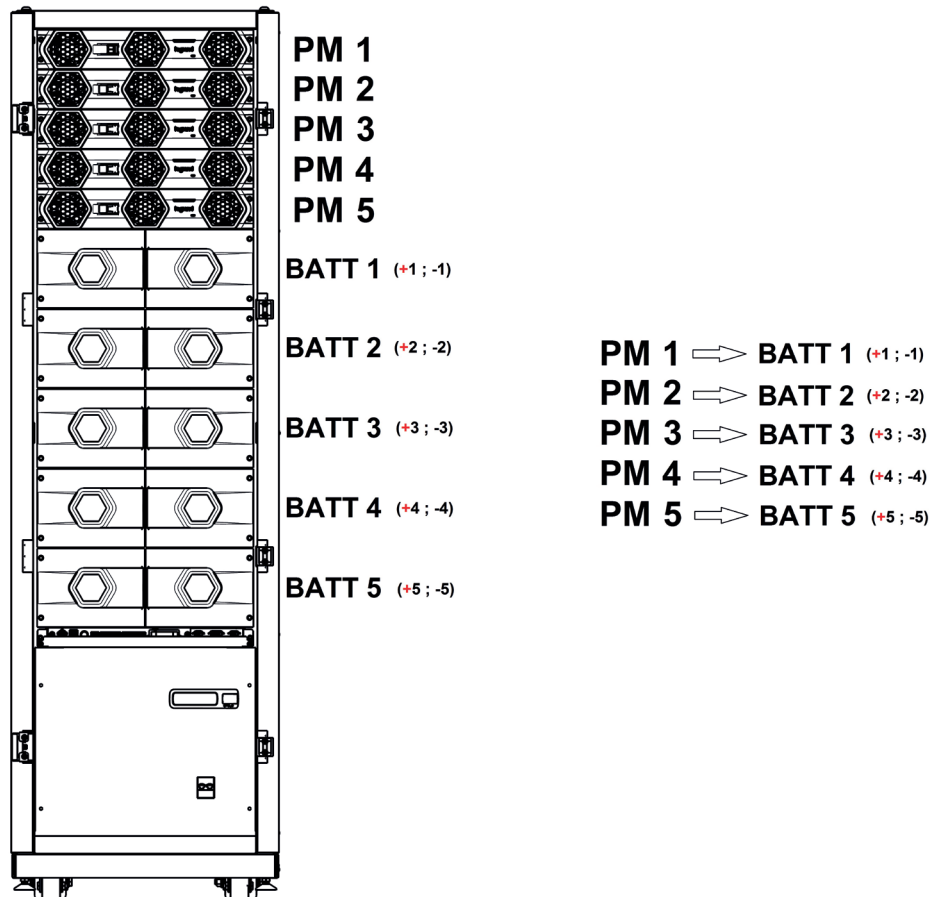 PM 1
PM 2
PM 3
PM 4
PM 5
BATT 1 (+1 ; -1)
BATT 2 (+2 ; -2)
BATT 3 (+3 ; -3)
BATT 4 (+4 ; -4)
BATT 5 (+5 ; -5)
PM 1 ⇨ BATT 1 (+1 ; -1)
PM 2 ⇨ BATT 2 (+2 ; -2)
PM 3 ⇨ BATT 3 (+3 ; -3)
PM 4 ⇨ BATT 4 (+4 ; -4)
PM 5 ⇨ BATT 5 (+5 ; -5)